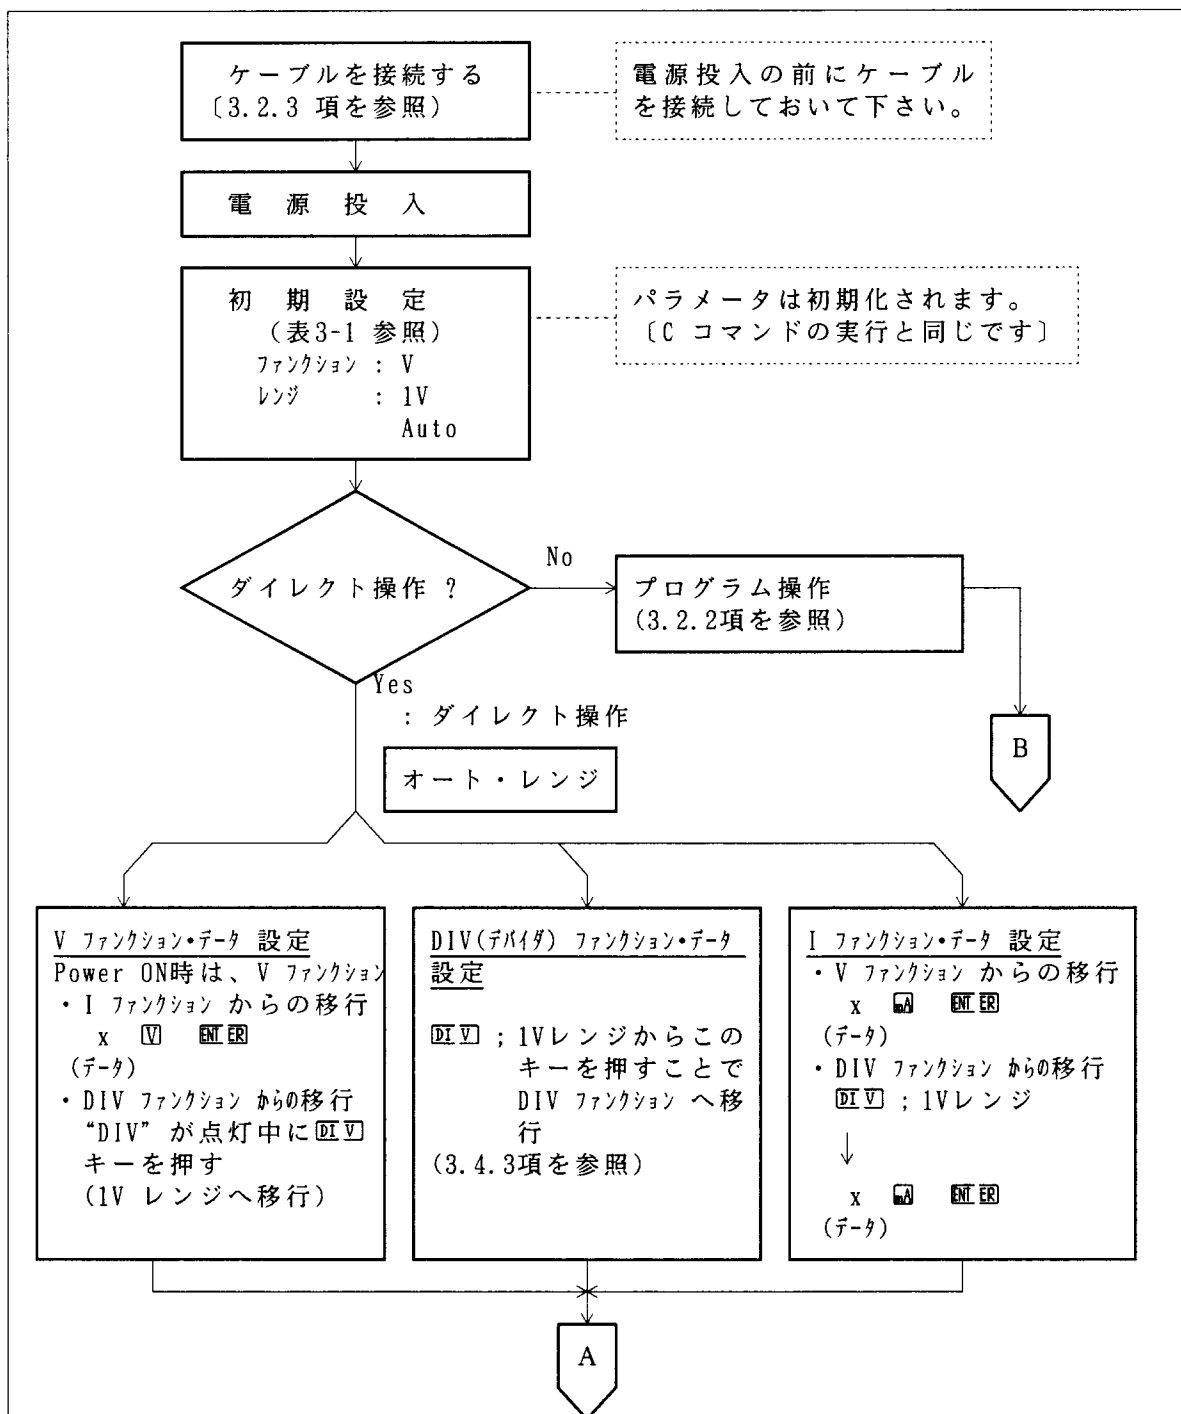 ケーブルを接続する
〔3.2.3 項を参照〕
電源投入の前にケーブル
を接続しておいて下さい。
電 源 投 入
初 期 設 定
(表3-1 参照)
ﾌｧﾝｸｼｮﾝ : V
ﾚﾝｼﾞ : 1V
Auto
パラメータは初期化されます。
〔C コマンドの実行と同じです〕
ダイレクト操作 ?
No
プログラム操作
(3.2.2項を参照)
Yes
: ダイレクト操作
オート・レンジ
B
V ﾌｧﾝｸｼｮﾝ･ﾃﾞｰﾀ 設定
Power ON時は、V ﾌｧﾝｸｼｮﾝ
・I ﾌｧﾝｸｼｮﾝ からの移行
x V ENTER
(ﾃﾞｰﾀ)
・DIV ﾌｧﾝｸｼｮﾝ からの移行
“DIV”が点灯中にDIV
キーを押す
(1V レンジへ移行)
DIV(ﾃﾞﾊﾞｲﾀﾞ) ﾌｧﾝｸｼｮﾝ･ﾃﾞｰﾀ
設定
DIV ; 1Vレンジからこの
キーを押すことで
DIV ﾌｧﾝｸｼｮﾝ へ移
行
(3.4.3項を参照)
I ﾌｧﾝｸｼｮﾝ･ﾃﾞｰﾀ 設定
・V ﾌｧﾝｸｼｮﾝ からの移行
x mA ENTER
(ﾃﾞｰﾀ)
・DIV ﾌｧﾝｸｼｮﾝ からの移行
DIV ; 1Vレンジ
↓
x mA ENTER
(ﾃﾞｰﾀ)
A